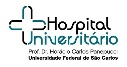 Hospital
Universitário
Prof. Dr. Horácio Carlos Panepucci
Universidade Federal de São Carlos